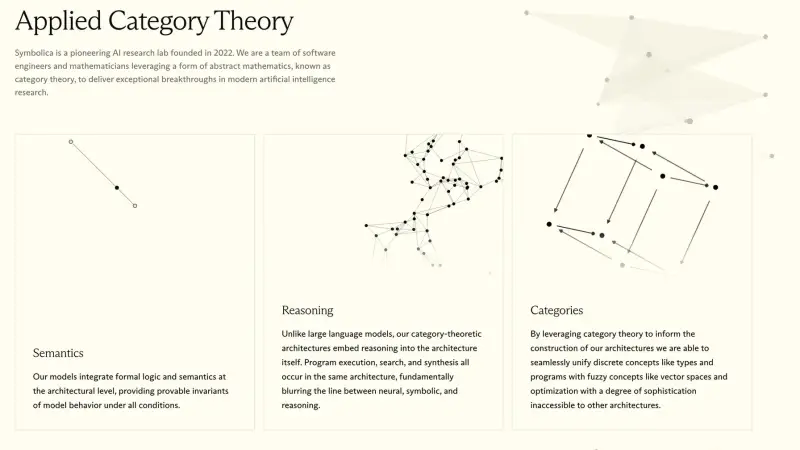 Applied Category Theory
Symbolica is a pioneering AI research lab founded in 2022. We are a team of software
engineers and mathematicians leveraging a form of abstract mathematics, known as
category theory, to deliver exceptional breakthroughs in modern artificial intelligence
research.
Semantics
Our models integrate formal logic and semantics at
the architectural level, providing provable invariants
of model behavior under all conditions.
Reasoning
Unlike large language models, our category-theoretic
architectures embed reasoning into the architecture
itself. Program execution, search, and synthesis all
occur in the same architecture, fundamentally
blurring the line between neural, symbolic, and
reasoning.
Categories
By leveraging category theory to inform the
construction of our architectures we are able to
seamlessly unify discrete concepts like types and
programs with fuzzy concepts like vector spaces and
optimization with a degree of sophistication
inaccessible to other architectures.